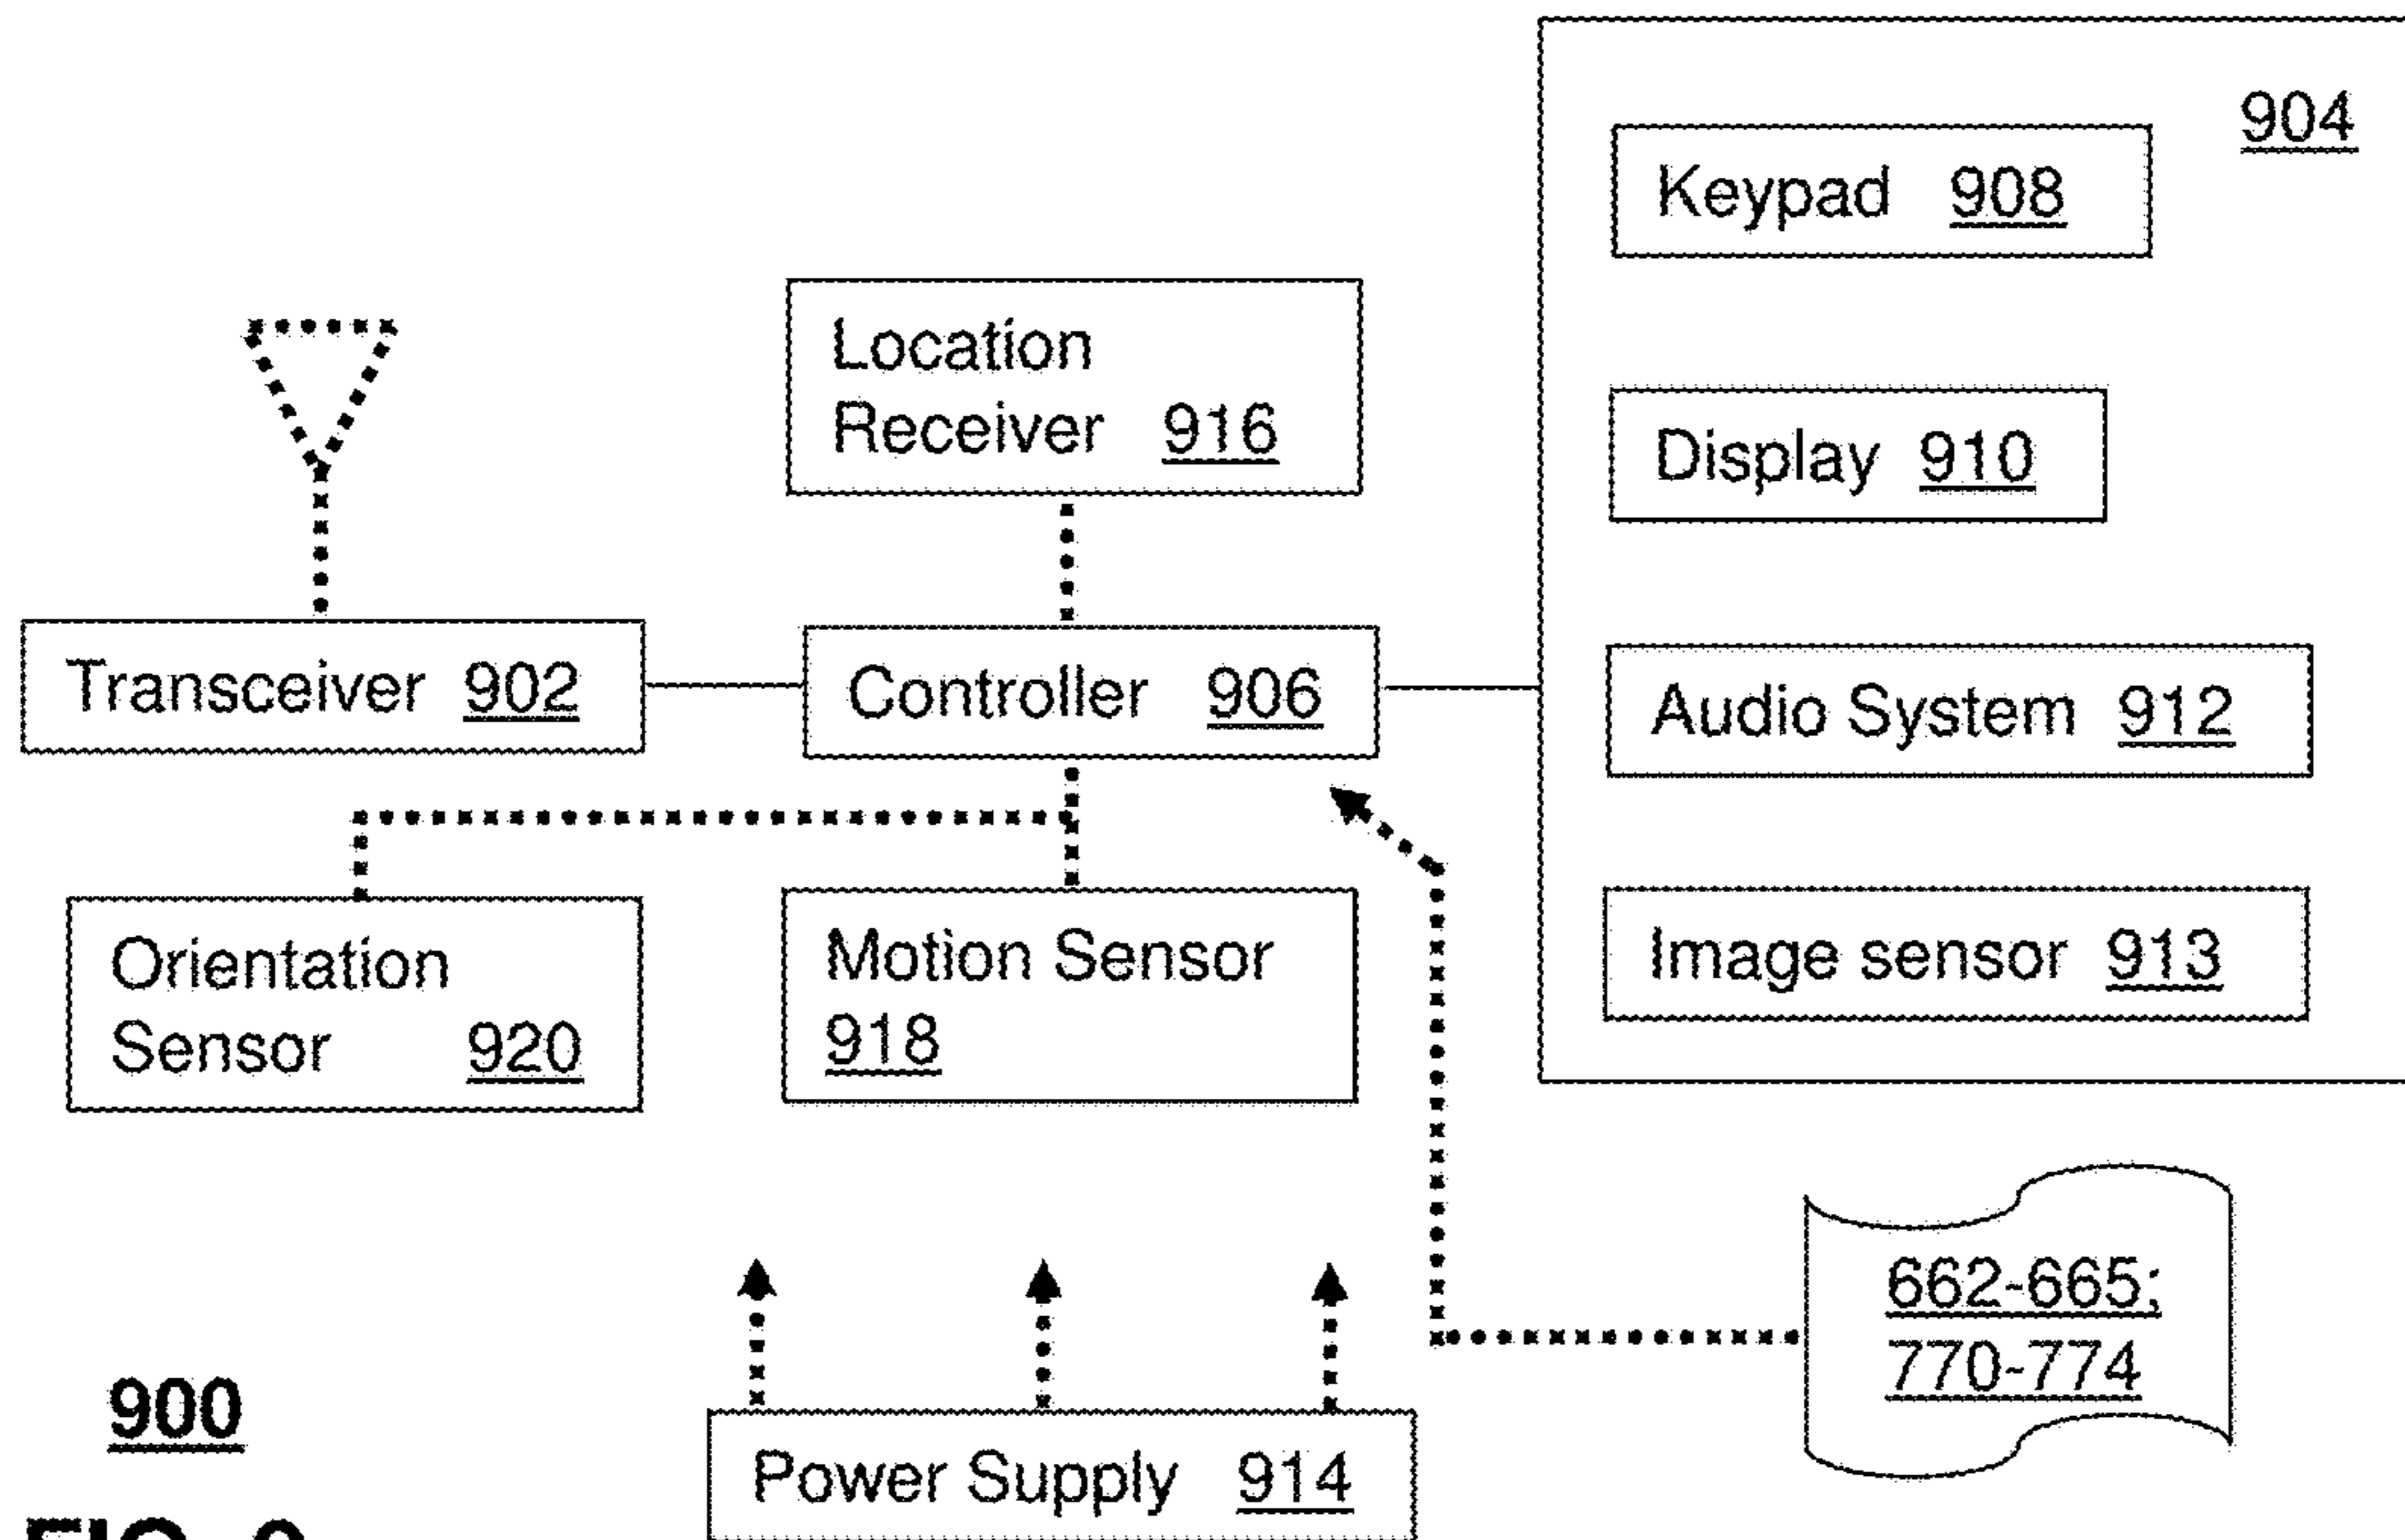 904
Keypad 908
Location
Receiver 916
Display 910
Transceiver 902
Controller 906
Audio System 912
Orientation
Sensor 920
Motion Sensor
918
Image sensor 913
662-665;
770-774
900
Power Supply 914